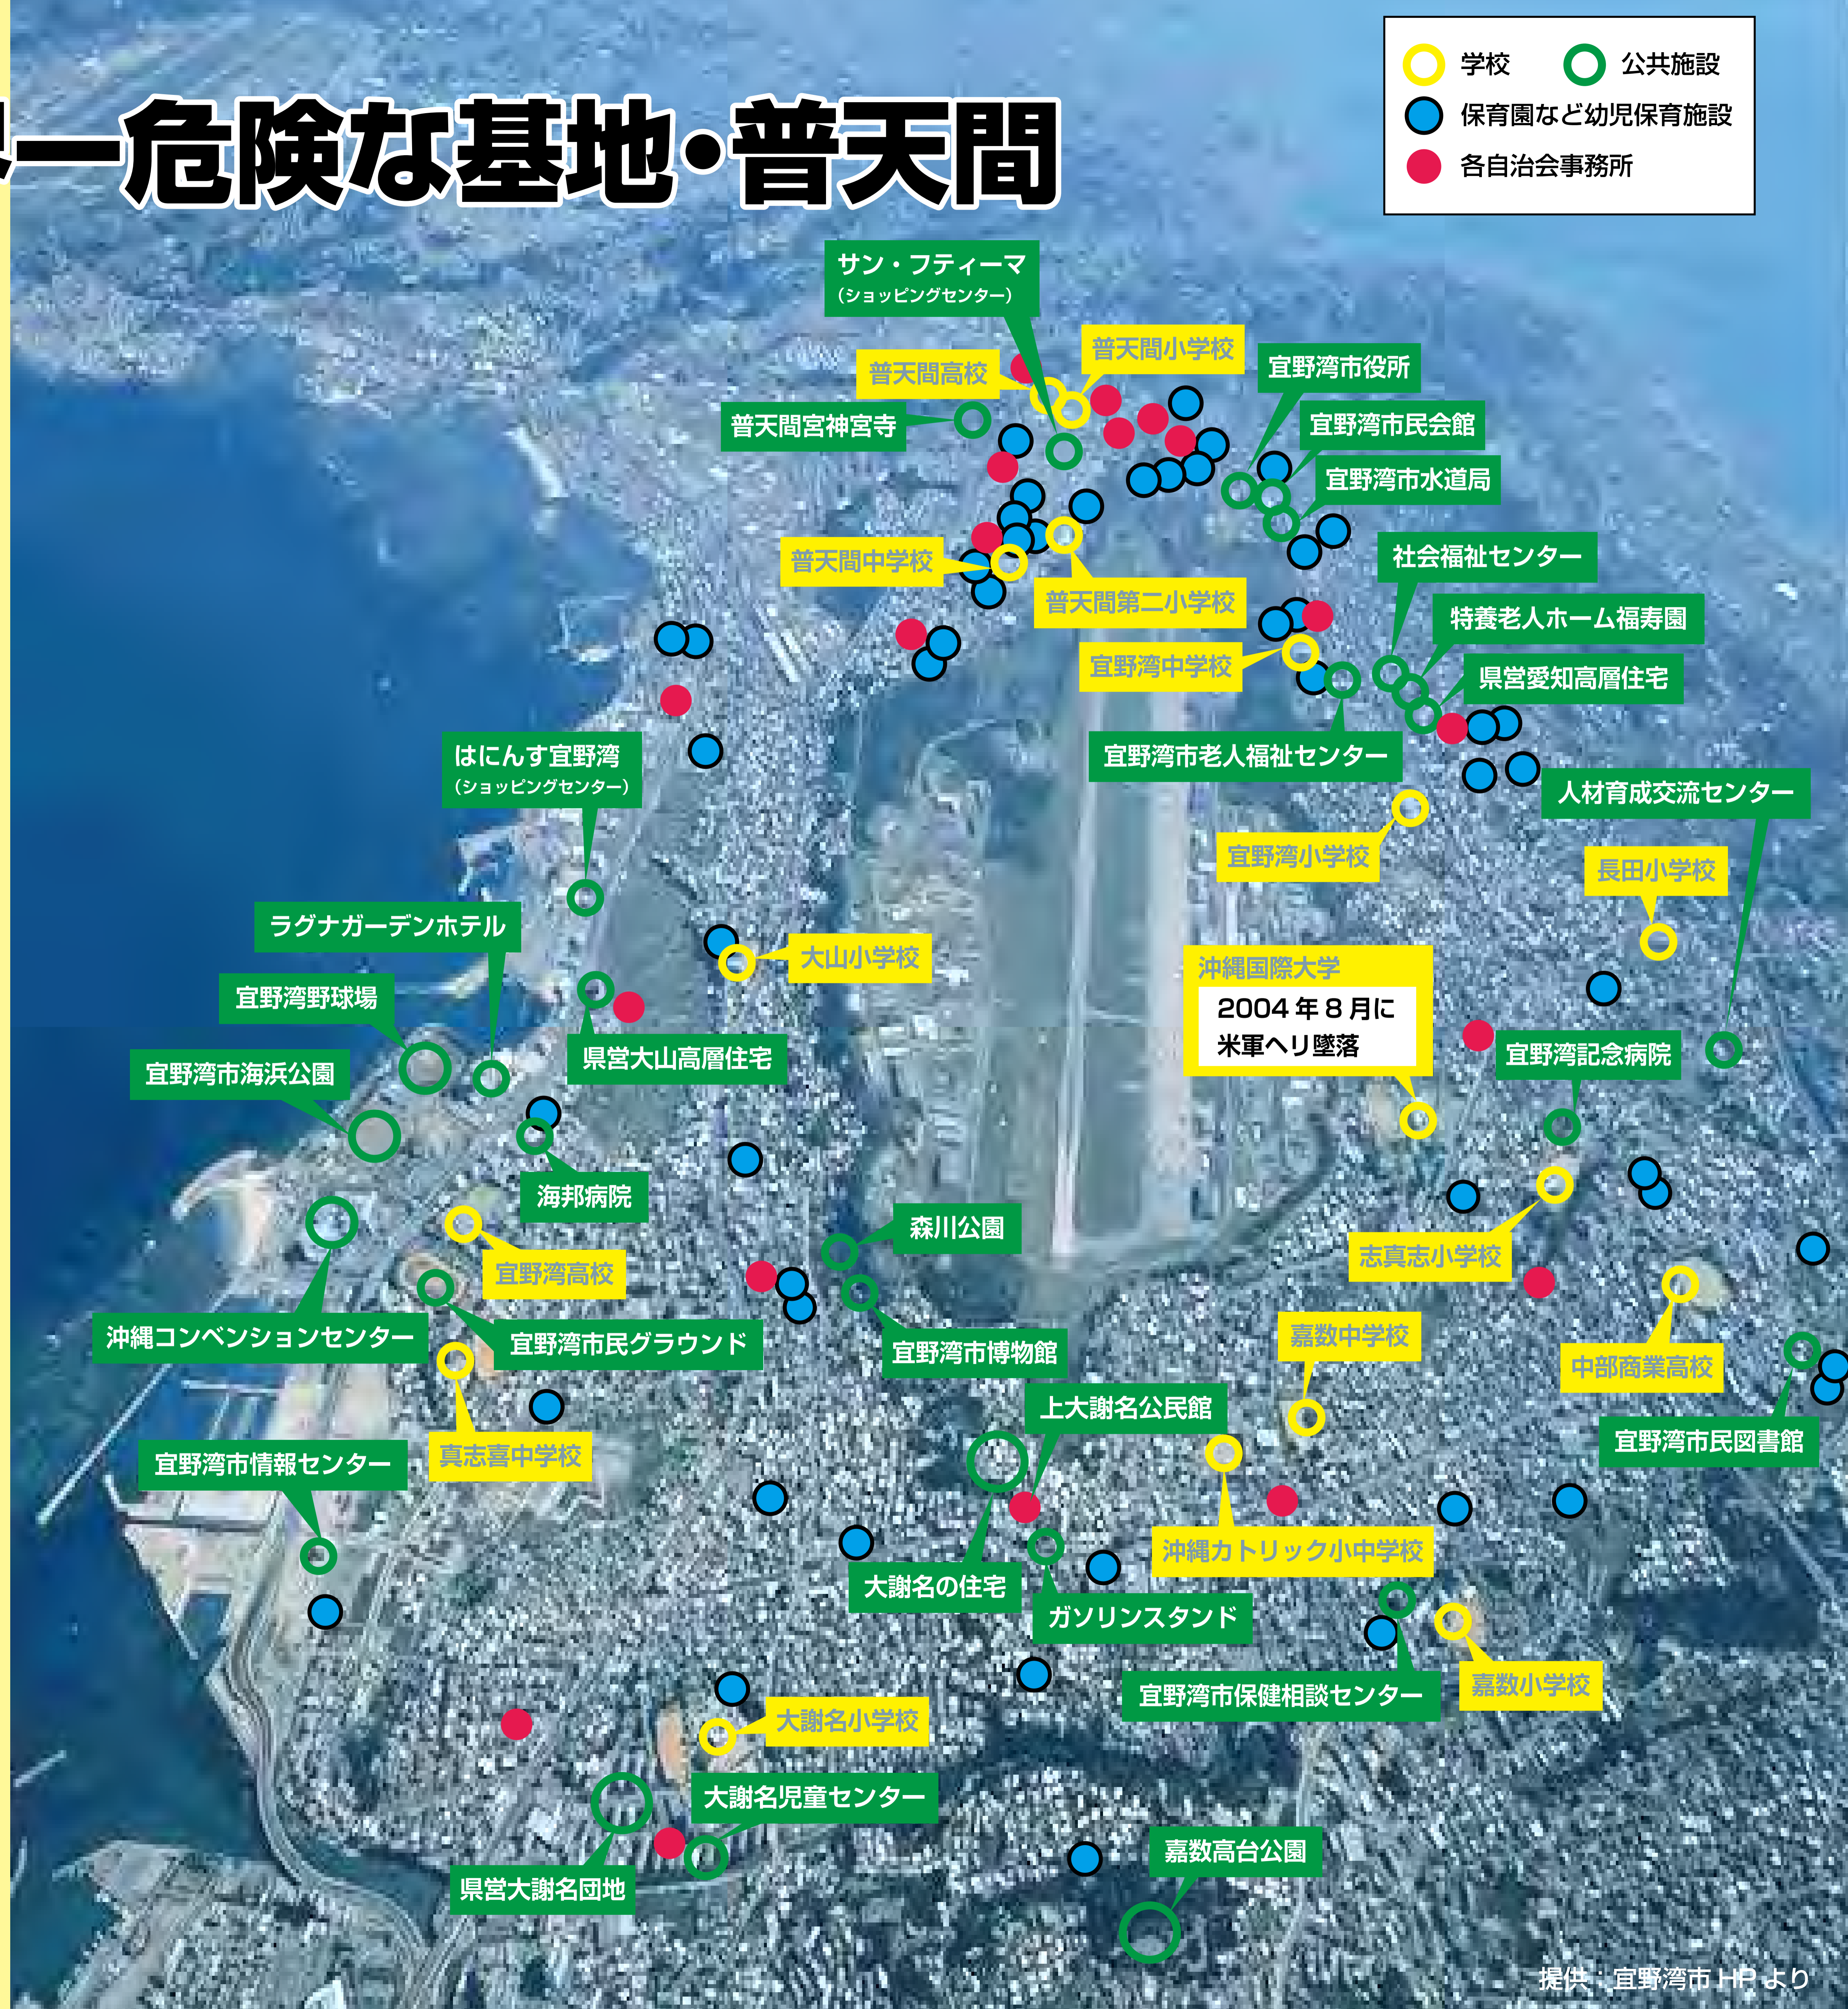 一危険な基地・普天間
学校
公共施設
保育園など幼児保育施設
各自治会事務所
サン・フティーマ
（ショッピングセンター）
普天間小学校
普天間高校
宜野湾市役所
普天間宮神宮寺
宜野湾市民会館
宜野湾市水道局
普天間中学校
社会福祉センター
普天間第二小学校
特養老人ホーム福寿園
宜野湾中学校
県営愛知高層住宅
はにんす宜野湾
（ショッピングセンター）
宜野湾市老人福祉センター
人材育成交流センター
宜野湾小学校
長田小学校
ラグナガーデンホテル
大山小学校
沖縄国際大学
2004年8月に
米軍ヘリ墜落
宜野湾野球場
県営大山高層住宅
宜野湾記念病院
宜野湾市海浜公園
海邦病院
森川公園
志真志小学校
宜野湾高校
沖縄コンベンションセンター
宜野湾市民グラウンド
宜野湾市博物館
嘉数中学校
中部商業高校
上大謝名公民館
宜野湾市民図書館
真志喜中学校
宜野湾市情報センター
沖縄カトリック小中学校
大謝名の住宅
ガソリンスタンド
宜野湾市保健相談センター
嘉数小学校
大謝名小学校
大謝名児童センター
嘉数高台公園
県営大謝名団地
提供：宜野湾市HPより